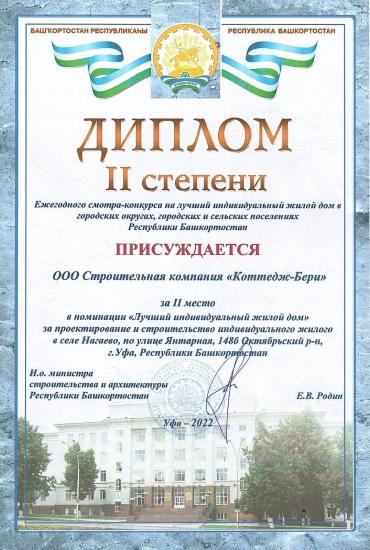 БАШҠОРТОСТАН РЕСПУБЛИКАҺЫ
РЕСПУБЛИКА БАШКОРТОСТАН
ДИПЛОМ
II степени
Ежегодного смотра-конкурса на лучший индивидуальный жилой дом в
городских округах, городских и сельских поселениях
Республики Башкортостан
ПРИСУЖДАЕТСЯ
ООО Строительная компания «Коттедж-Бери»
за II место
в номинации «Лучший индивидуальный жилой дом»
за проектирование и строительство индивидуального жилого
в селе Нагаево, по улице Янтарная, 148б Октябрьский р-н,
г.Уфа, Республики Башкортостан
И.о. министра
строительства и архитектуры
Республики Башкортостан
Е.В. Родин
Уфа – 2022